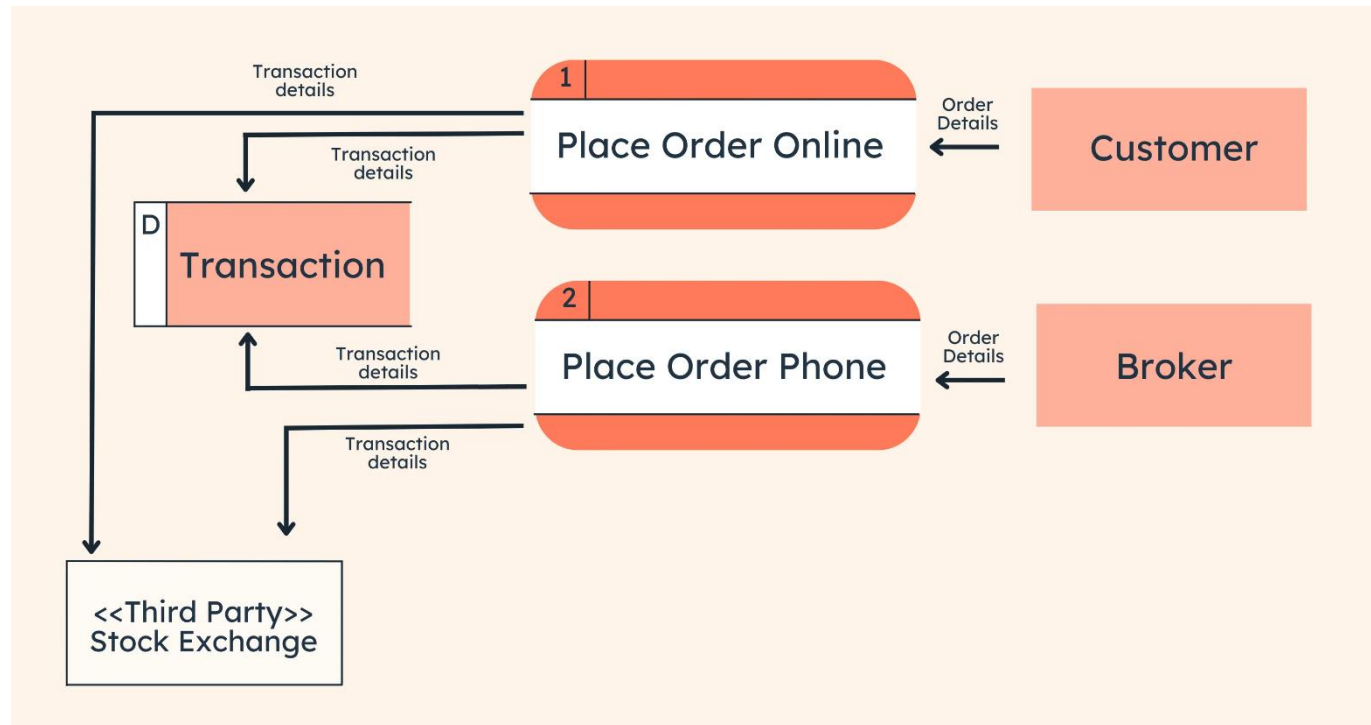 Transaction
details
1
Place Order Online
Order
Details
Customer
Transaction
details
D
Transaction
2
Place Order Phone
Order
Details
Broker
Transaction
details
Transaction
details
<<Third Party>>
Stock Exchange